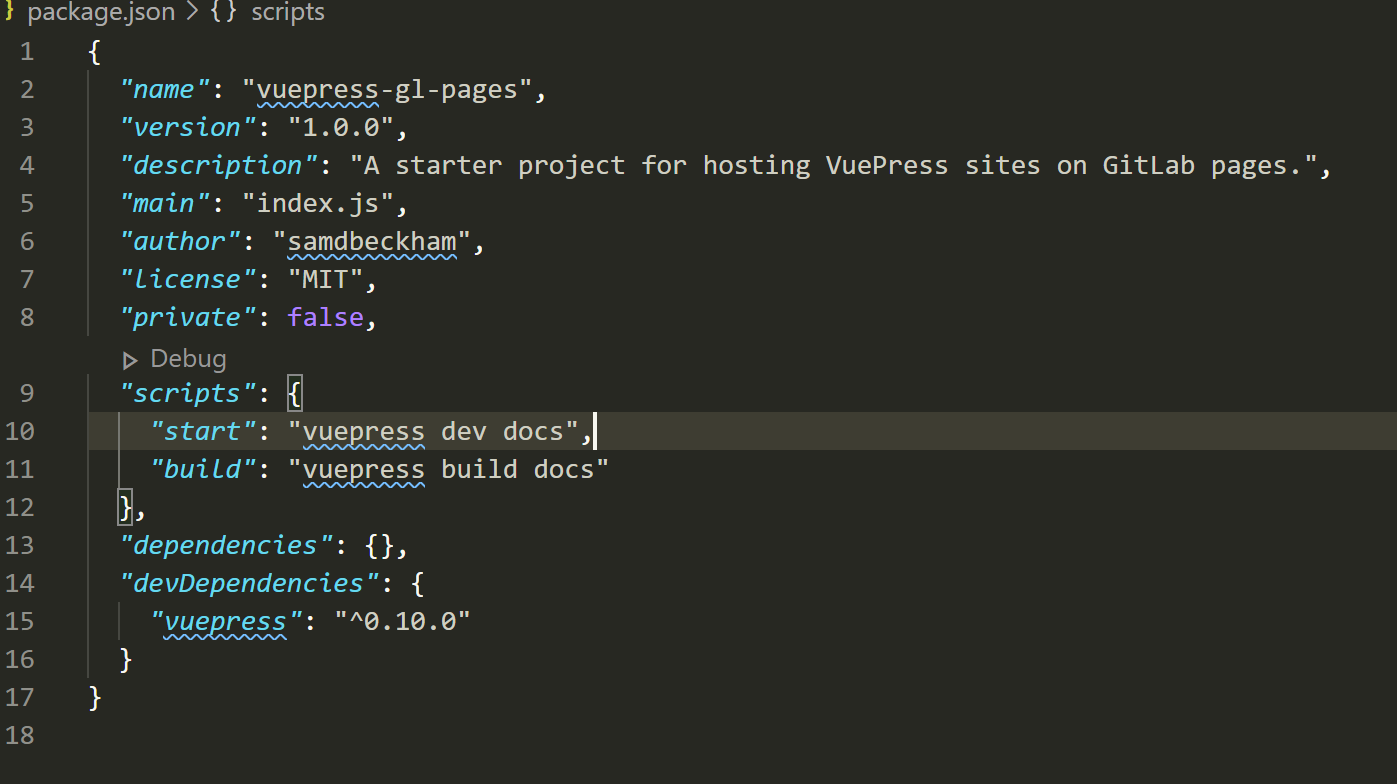 } package.json > {} scripts
1 {
2 "name": "vuepress-gl-pages",
3 "version": "1.0.0",
4 "description": "A starter project for hosting VuePress sites on GitLab pages.",
5 "main": "index.js",
6 "author": "samdbeckham",
7 "license": "MIT",
8 "private": false,
Debug
9 "scripts": {
10 "start": "vuepress dev docs",
11 "build": "vuepress build docs"
12 },
13 "dependencies": {},
14 "devDependencies": {
15 "vuepress": "^0.10.0"
16 }
17 }
18